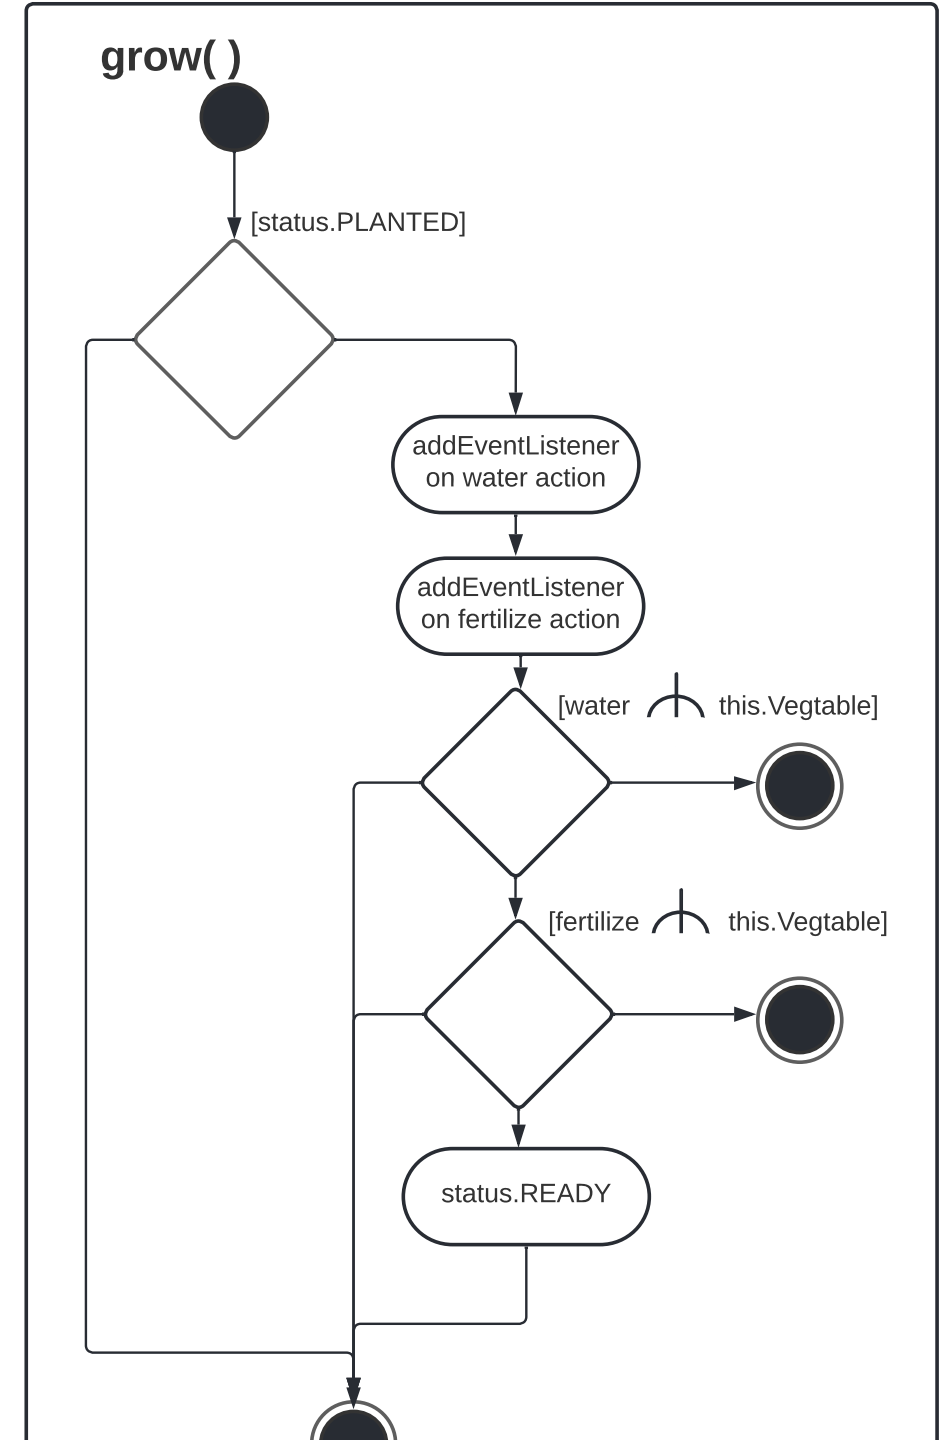 grow( )
[status.PLANTED]
addEventListener
on water action
addEventListener
on fertilize action
[water this.Vegtable]
[fertilize this.Vegtable]
status.READY